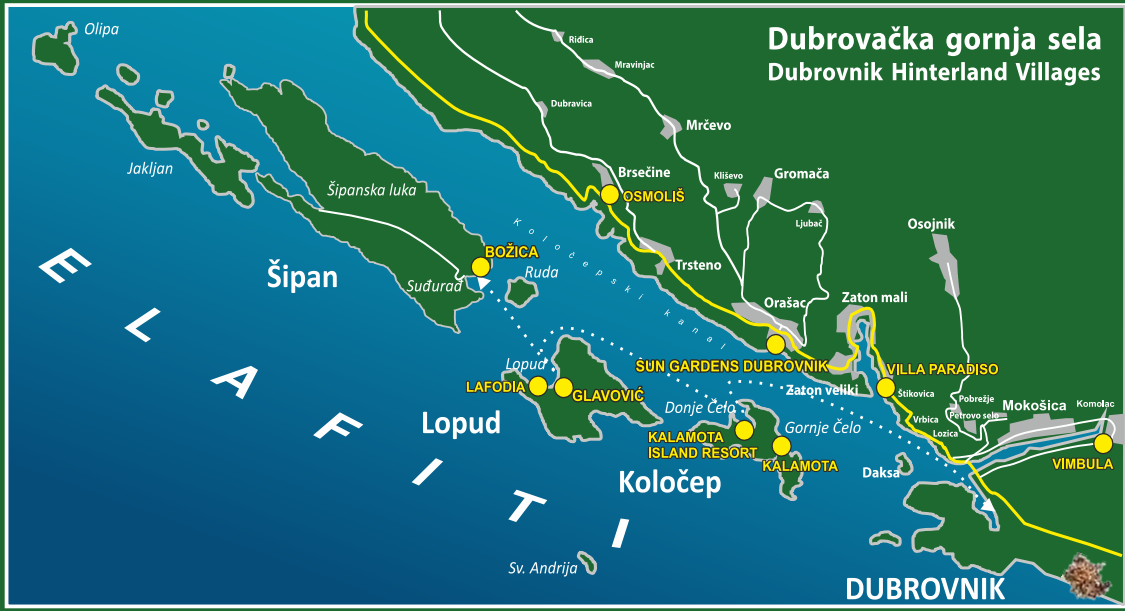 Dubrovačka gornja sela
Dubrovnik Hinterland Villages
Olipa
Riđica
Mravinjac
Dubravica
Mrčevo
Jakljan
Šipanska luka
Brsečine
OSMOLIŠ
Kliševo
Gromača
Ljubač
Osojnik
Koločepski kanal
BOŽICA
Šipan
Suđurad
Ruda
Trsteno
Orašac
Zaton mali
SUN GARDENS DUBROVNIK
VILLA PARADISO
Lopud
LAFODIA
GLAVOVIĆ
Zaton veliki
Štikovica
Pobrežje
Petrovo selo
Mokošica
Komolac
Vrbica
Lozica
Lopud
Donje Čelo
Gornje Čelo
KALAMOTA
ISLAND RESORT
KALAMOTA
VIMBULA
Daksa
Koločep
ELAFITI
Sv. Andrija
DUBROVNIK